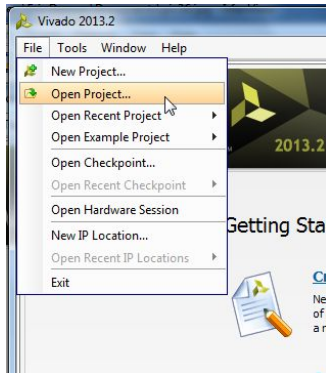 Vivado 2013.2
File Tools Window Help
New Project...
Open Project...
Open Recent Project
Open Example Project
Open Checkpoint...
Open Recent Checkpoint
Open Hardware Session
New IP Location...
Open Recent IP Locations
Exit
2013.2
Getting Sta
Cr
Ne
of
a r